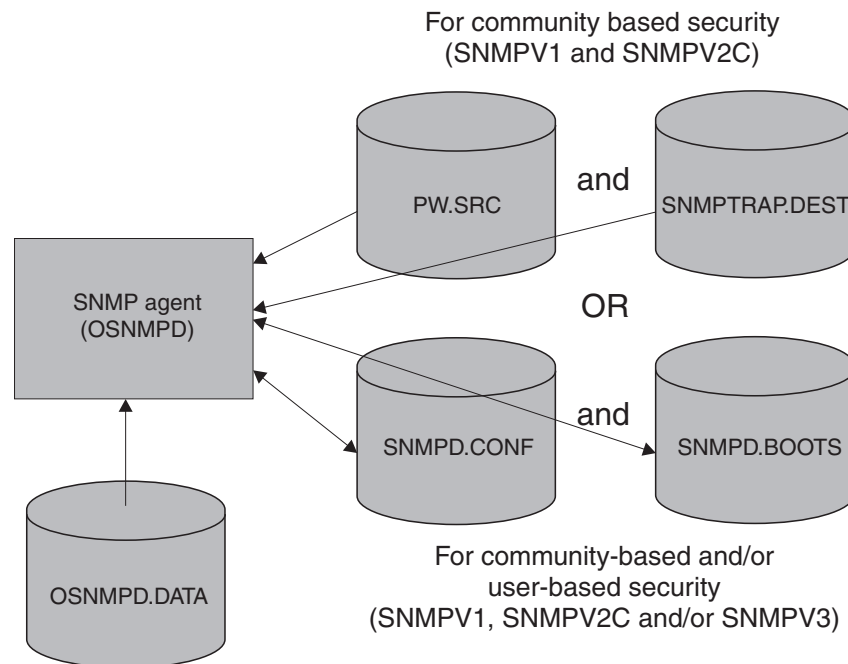 For community based security
(SNMPV1 and SNMPV2C)
PW.SRC
and
SNMPTRAP.DEST
SNMP agent
(OSNMPD)
OR
SNMPD.CONF
and
SNMPD.BOOTS
OSNMPD.DATA
For community-based and/or
user-based security
(SNMPV1, SNMPV2C and/or SNMPV3)